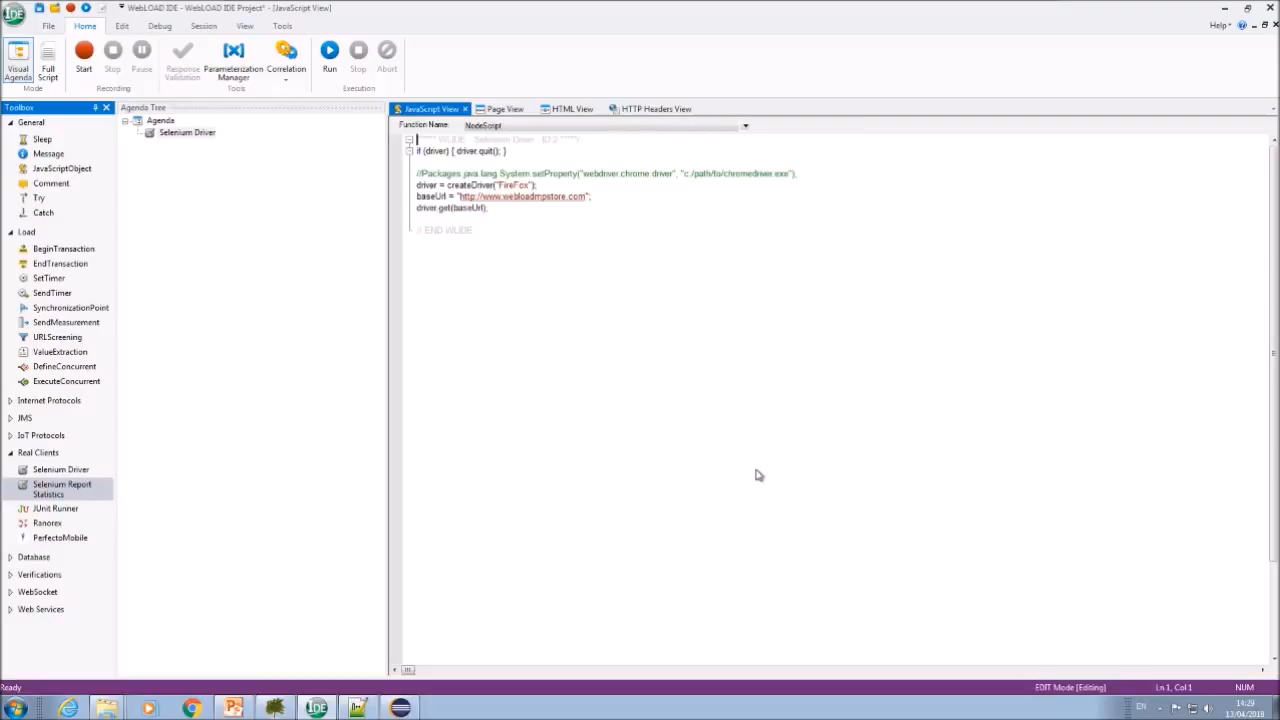 WebLOAD IDE - WebLOAD IDE Project* - [JavaScript View]
IDE
File Home Edit Debug Session View Tools Help
Visual Agenda
Full Script
Start
Stop
Pause
Response Validation
Parameterization Manager
Correlation
Run
Stop
Abort
Mode
Recording
Tools
Execution
Toolbox
General
Sleep
Message
JavaScriptObject
Comment
Try
Catch
Load
BeginTransaction
EndTransaction
SetTimer
SendTimer
SynchronizationPoint
SendMeasurement
URLScreening
ValueExtraction
DefineConcurrent
ExecuteConcurrent
Internet Protocols
JMS
IoT Protocols
Real Clients
Selenium Driver
Selenium Report
Statistics
JUnit Runner
Ranorex
PerfectoMobile
Database
Verifications
WebSocket
Web Services
Agenda Tree
Agenda
Selenium Driver
JavaScript View Page View HTML View HTTP Headers View
Function Name: NodeScript
/***** WLIDE - Selenium Driver - ID:2 *****/
if (driver) { driver.quit(); }
//Packages.java.lang.System.setProperty("webdriver.chrome.driver", "c:/path/to/chromedriver.exe");
driver = createDriver("FireFox");
baseUrl = "http://www.webloadmpstore.com";
driver.get(baseUrl);
// END WLIDE
Ready
EDIT Mode [Editing]
Ln 1, Col 1
NUM
IDE
EN
14:29
13/04/2018